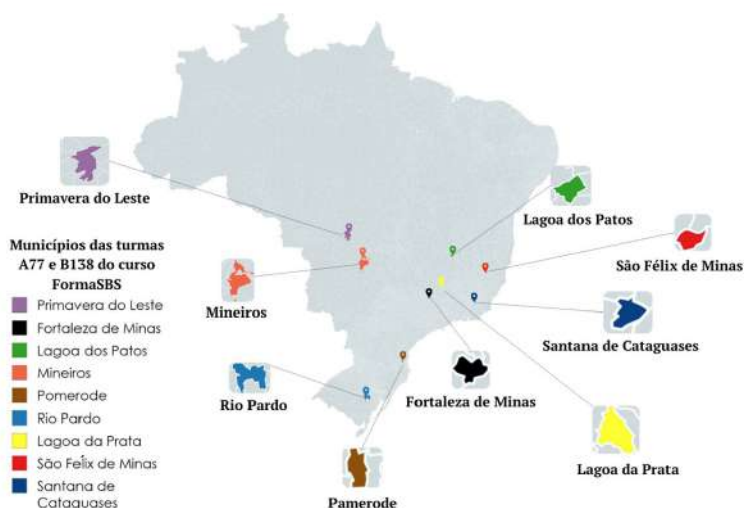 Primavera do Leste
Lagoa dos Patos
São Félix de Minas
Municípios das turmas
A77 e B138 do curso
FormaSBS
Primavera do Leste
Fortaleza de Minas
Lagoa dos Patos
Mineiros
Pomerode
Rio Pardo
Lagoa da Prata
São Felix de Minas
Santana de
Cataguases
Mineiros
Santana de Cataguases
Rio Pardo
Fortaleza de Minas
Lagoa da Prata
Pamerode